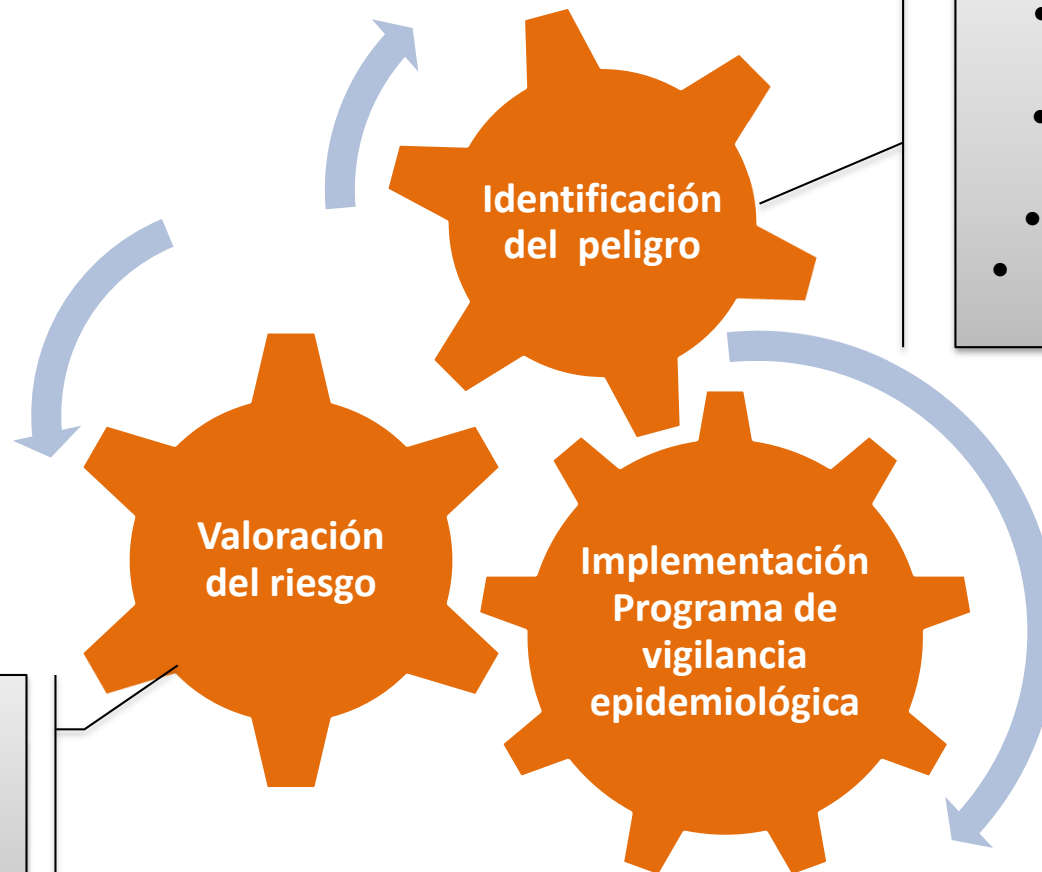 Identificación
del peligro
Valoración
del riesgo
Implementación
Programa de
vigilancia
epidemiológica